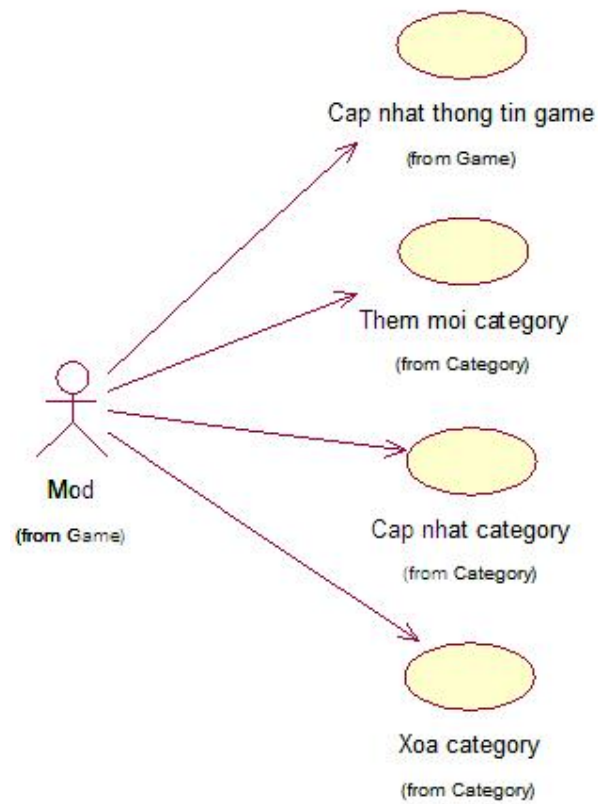 Cap nhat thong tin game
(from Game)
Them moi category
(from Category)
Mod
(from Game)
Cap nhat category
(from Category)
Xoa category
(from Category)